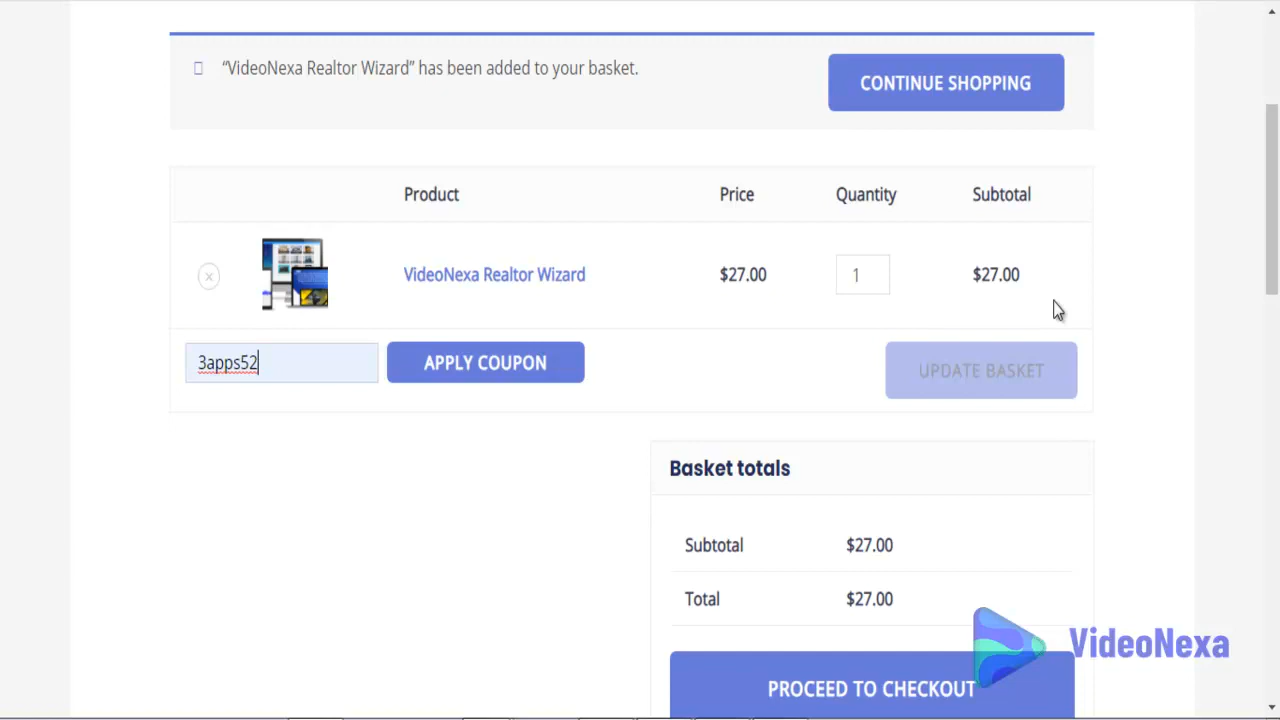 “VideoNexa Realtor Wizard” has been added to your basket.
CONTINUE SHOPPING
Product Price Quantity Subtotal
× VideoNexa Realtor Wizard $27.00 1 $27.00
3apps52 APPLY COUPON UPDATE BASKET
Basket totals
Subtotal $27.00
Total $27.00
VideoNexa
PROCEED TO CHECKOUT